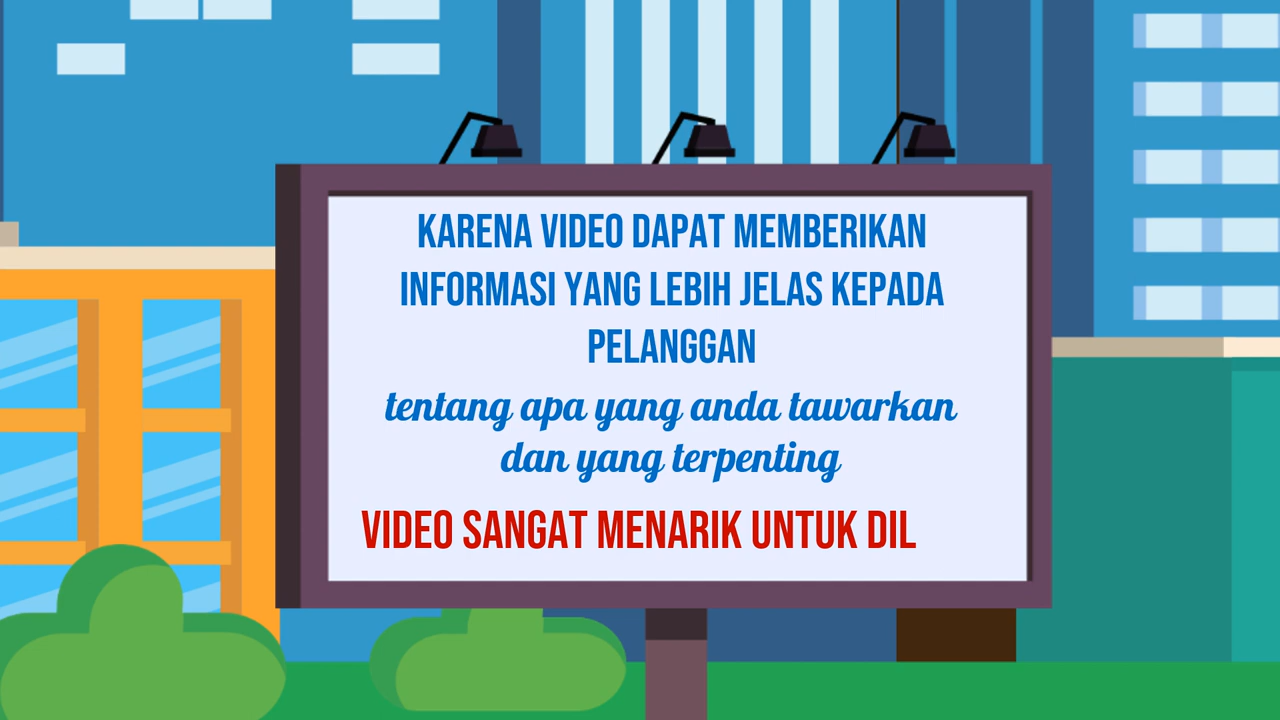 KARENA VIDEO DAPAT MEMBERIKAN
INFORMASI YANG LEBIH JELAS KEPADA
PELANGGAN
tentang apa yang anda tawarkan
dan yang terpenting
VIDEO SANGAT MENARIK UNTUK DIL